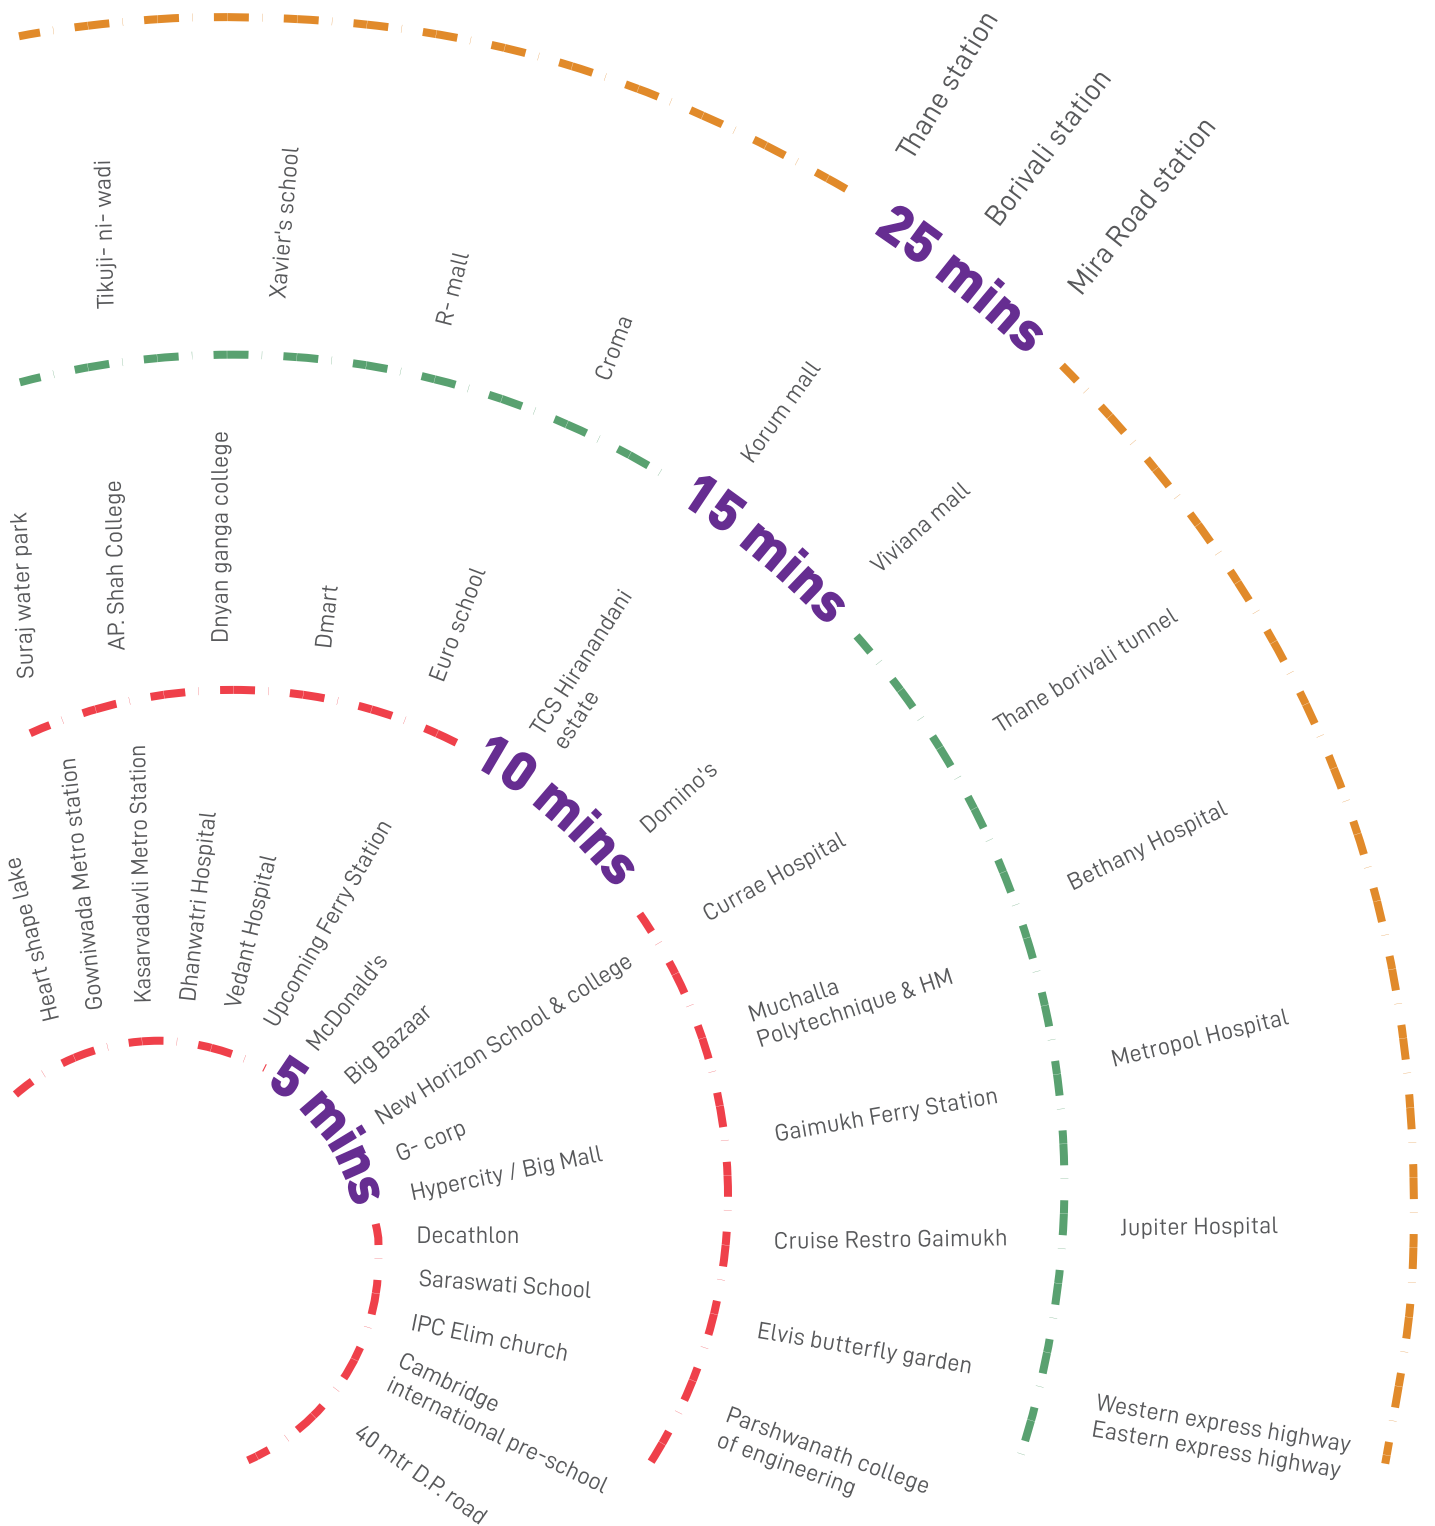 Thane station
Borivali station
Mira Road station
25 mins
Tikuji- ni- wadi
Xavier's school
R- mall
Croma
Korum mall
Viviana mall
Thane borivali tunnel
Bethany Hospital
Metropol Hospital
Jupiter Hospital
Western express highway
Eastern express highway
15 mins
Suraj water park
AP. Shah College
Dnyan ganga college
Dmart
Euro school
TCS Hiranandani
estate
Domino's
Currae Hospital
Muchalla
Polytechnique & HM
Gaimukh Ferry Station
Cruise Restro Gaimukh
Elvis butterfly garden
Parshwanath college
of engineering
10 mins
Heart shape lake
Gowniwada Metro station
Kasarvadavli Metro Station
Dhanwatri Hospital
Vedant Hospital
Upcoming Ferry Station
McDonald's
Big Bazaar
New Horizon School & college
G- corp
Hypercity / Big Mall
Decathlon
Saraswati School
IPC Elim church
Cambridge
international pre-school
40 mtr D.P. road
5 mins